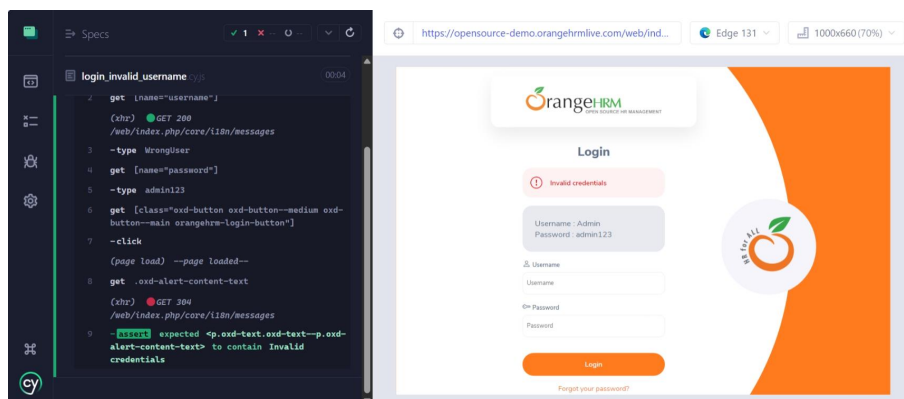 Specs
✓ 1 × -- --
login_invalid_username.cy.js 00:04
2 get [name="username"]
(xhr) GET 200
/web/index.php/core/i18n/messages
3 -type WrongUser
4 get [name="password"]
5 -type admin123
6 get [class="oxd-button oxd-button--medium oxd-
button--main orangehrm-login-button"]
7 -click
(page load) --page loaded--
8 get .oxd-alert-content-text
(xhr) GET 304
/web/index.php/core/i18n/messages
9 -assert expected <p.oxd-text.oxd-text--p.oxd-
alert-content-text> to contain Invalid
credentials
cy
https://opensource-demo.orangehrmlive.com/web/ind...
Edge 131
1000x660 (70%)
OrangeHRM
OPEN SOURCE HR MANAGEMENT
Login
Invalid credentials
Username : Admin
Password : admin123
Username
Username
Password
Password
Login
Forgot your password?
HR for ALL